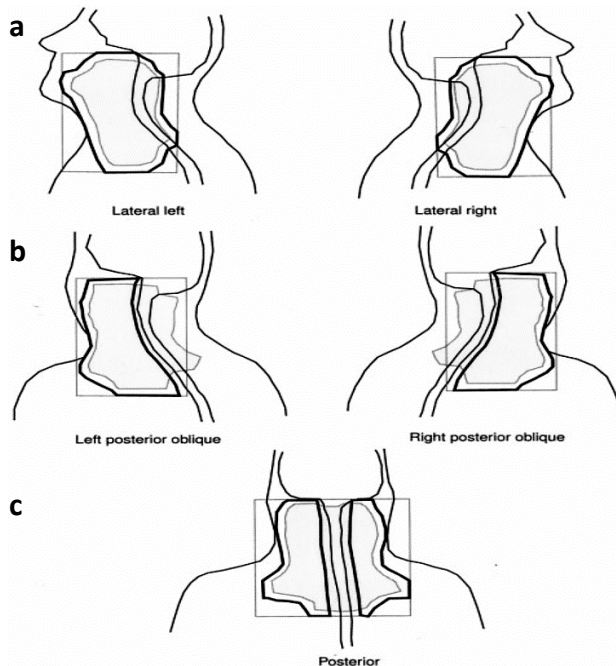 a
Lateral left
Lateral right
b
Left posterior oblique
Right posterior oblique
c
Posterior